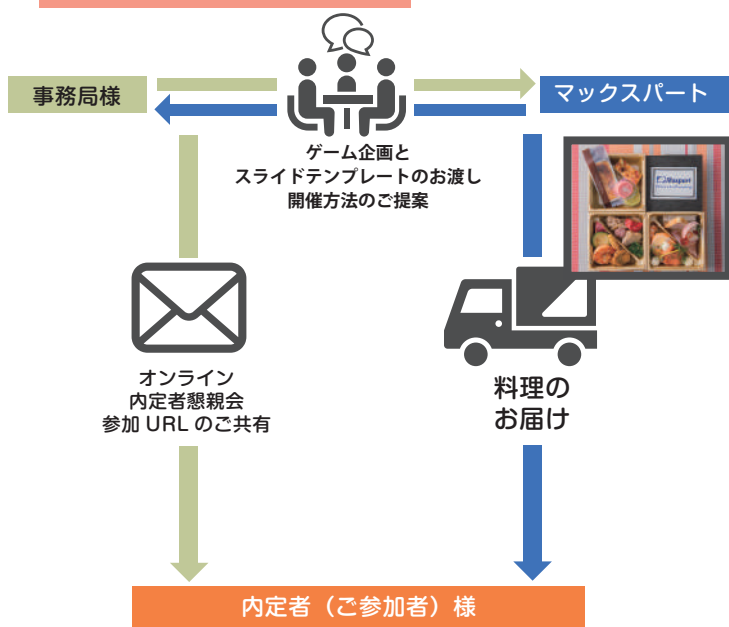 事務局様
マックスパート
ゲーム企画と
スライドテンプレートのお渡し
開催方法のご提案
Maxpart
オンライン
内定者懇親会
参加 URL のご共有
料理の
お届け
内定者（ご参加者）様